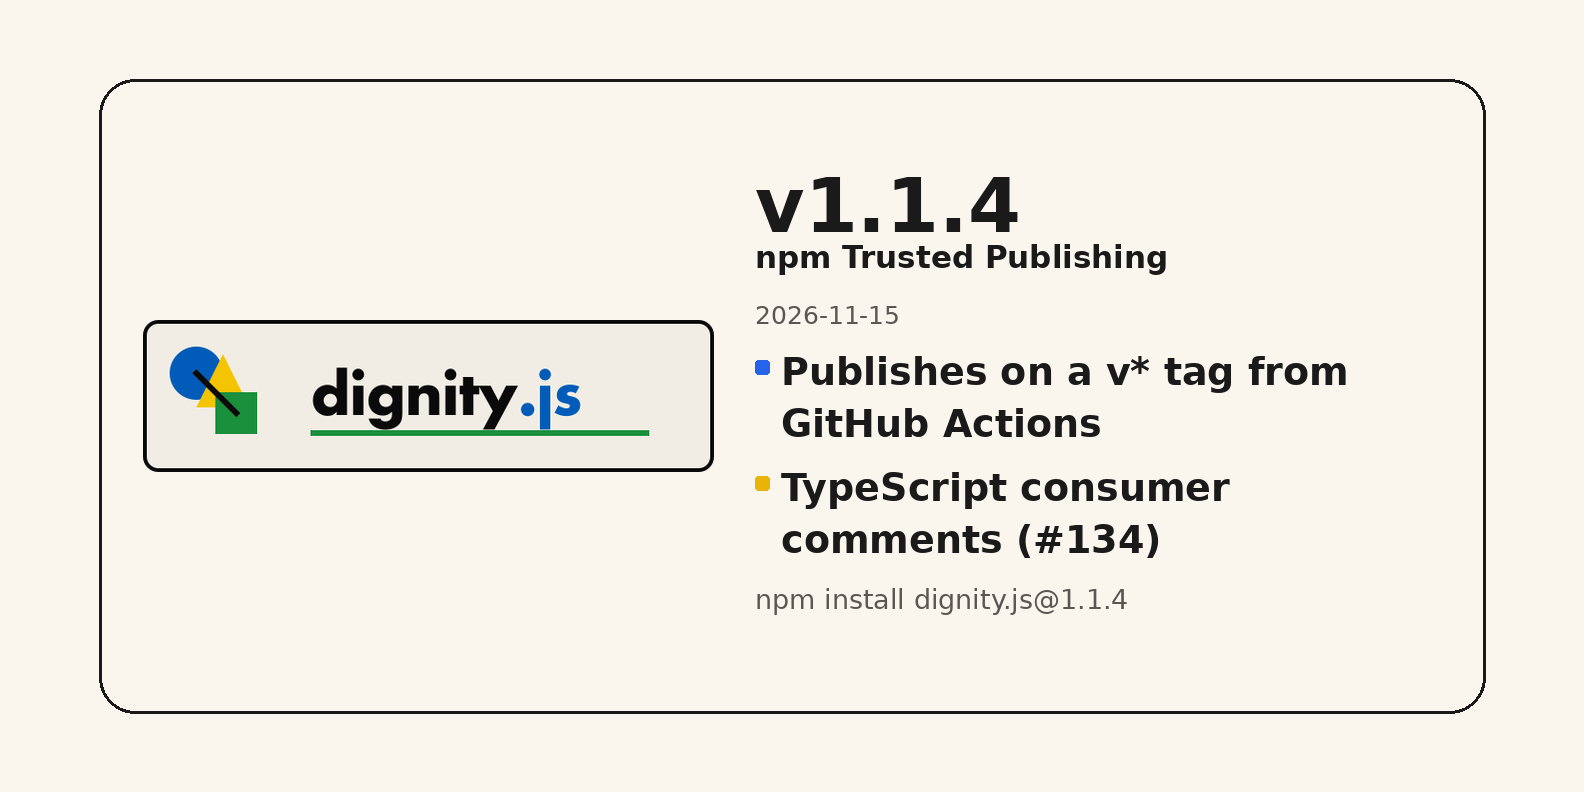 dignity.js
v1.1.4
npm Trusted Publishing
2026-11-15
Publishes on a v* tag from
GitHub Actions
TypeScript consumer
comments (#134)
npm install dignity.js@1.1.4